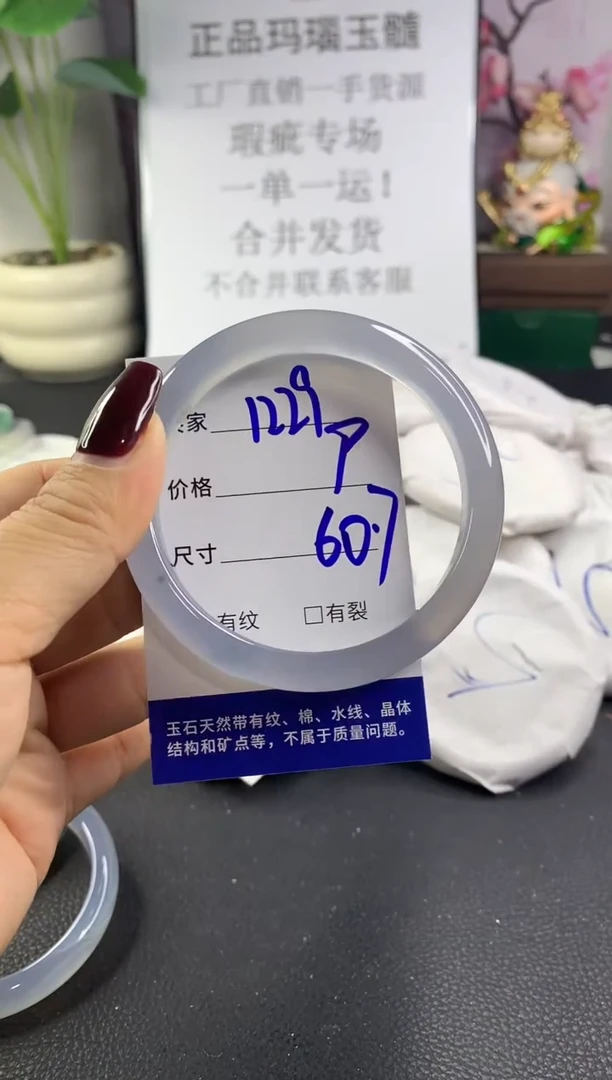 正品玛瑙玉髓
工厂直销一手货源
瑕疵专场
一单一运!
合并发货
不合并联系客服
家 1229
价格
尺寸 60.7
有纹 □有裂
玉石天然带有纹、棉、水线、晶体
结构和矿点等，不属于质量问题。